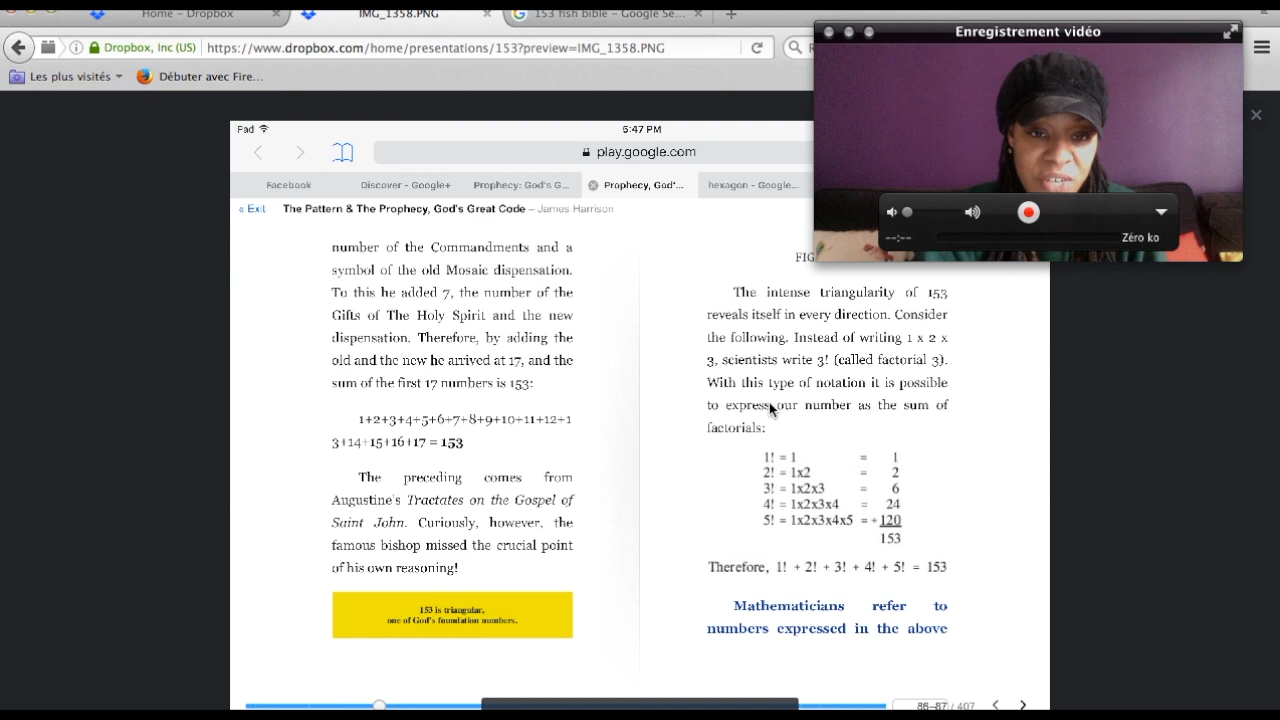 Home – Dropbox
IMG_1358.PNG
153 fish bible – Google Se...
Dropbox, Inc (US)
https://www.dropbox.com/home/presentations/153?preview=IMG_1358.PNG
R
Les plus visités
Débuter avec Fire...
Enregistrement vidéo
--:--
Zéro ko
Pad
5:47 PM
play.google.com
Facebook
Discover - Google+
Prophecy: God's G...
Prophecy, God'...
hexagon - Google...
« Exit
The Pattern & The Prophecy, God's Great Code – James Harrison
number of the Commandments and a
symbol of the old Mosaic dispensation.
To this he added 7, the number of the
Gifts of The Holy Spirit and the new
dispensation. Therefore, by adding the
old and the new he arrived at 17, and the
sum of the first 17 numbers is 153:
1+2+3+4+5+6+7+8+9+10+11+12+1
3+14+15+16+17 = 153
The preceding comes from
Augustine's Tractates on the Gospel of
Saint John. Curiously, however, the
famous bishop missed the crucial point
of his own reasoning!
153 is triangular,
one of God's foundation numbers.
FIG
The intense triangularity of 153
reveals itself in every direction. Consider
the following. Instead of writing 1 x 2 x
3, scientists write 3! (called factorial 3).
With this type of notation it is possible
to express our number as the sum of
factorials:
1! = 1 = 1
2! = 1x2 = 2
3! = 1x2x3 = 6
4! = 1x2x3x4 = 24
5! = 1x2x3x4x5 = + 120
153
Therefore, 1! + 2! + 3! + 4! + 5! = 153
Mathematicians refer to
numbers expressed in the above
86–87 / 407